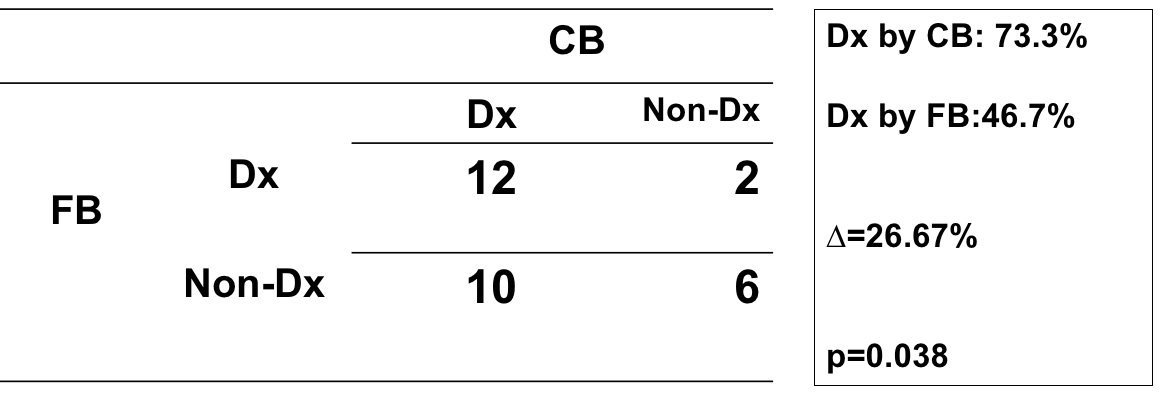 CB
Dx Non-Dx
FB Dx 12 2
Non-Dx 10 6
Dx by CB: 73.3%
Dx by FB:46.7%
Δ=26.67%
p=0.038